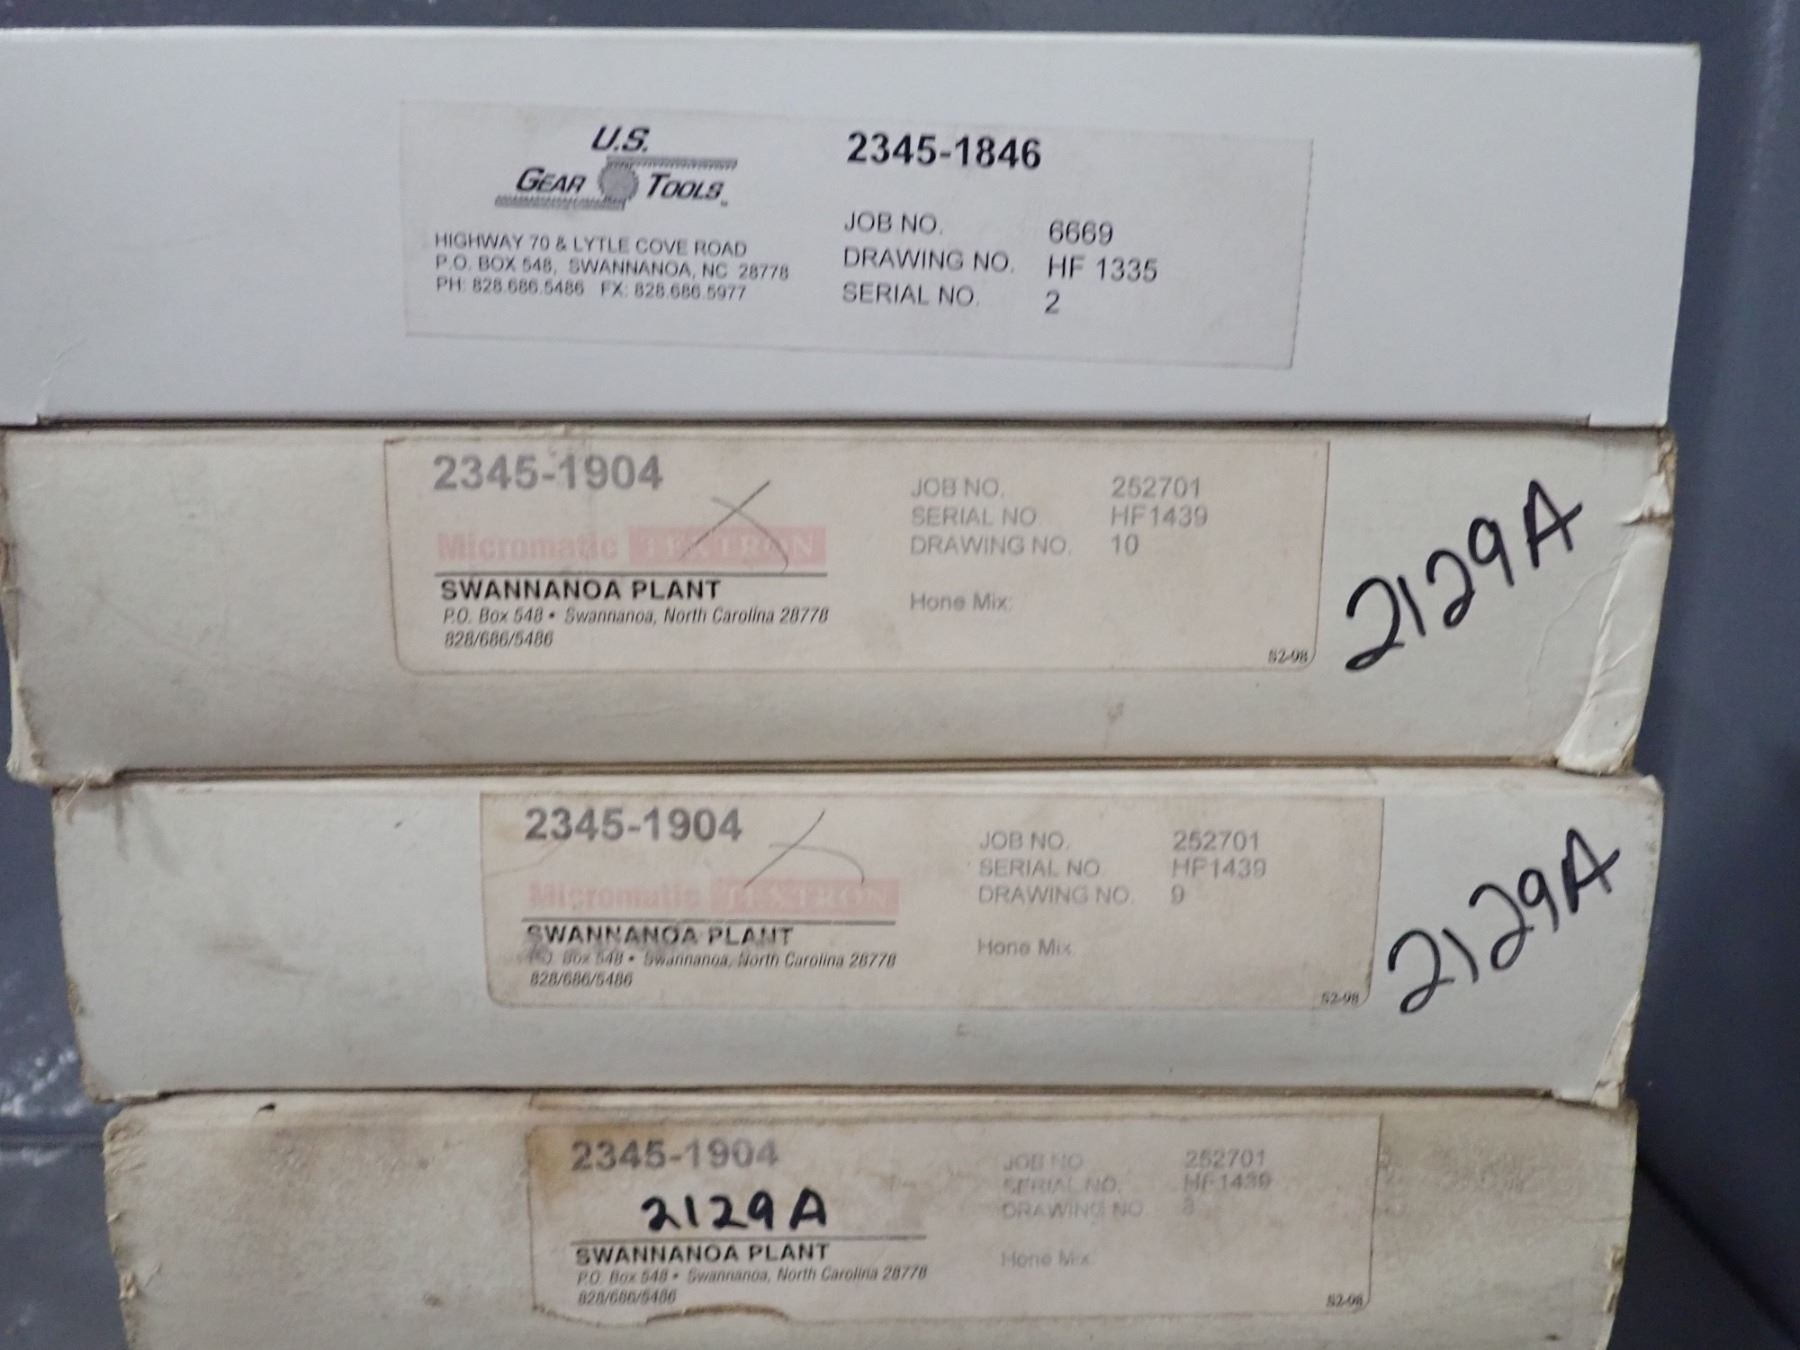 U.S.
GEAR TOOLS
HIGHWAY 70 & LYTLE COVE ROAD
P.O. BOX 548, SWANNANOA, NC 28778
PH: 828.686.5486 FX: 828.686.5977
2345-1846
JOB NO. 6669
DRAWING NO. HF 1335
SERIAL NO. 2
2345-1904
Micromatic TEXTRON
SWANNANOA PLANT
P.O. Box 548 • Swannanoa, North Carolina 28778
828/686/5486
JOB NO. 252701
SERIAL NO HF1439
DRAWING NO. 10
Hone Mix:
S2-98
2129A
2345-1904
Micromatic TEXTRON
SWANNANOA PLANT
P.O. Box 548 • Swannanoa, North Carolina 28778
828/686/5486
JOB NO. 252701
SERIAL NO HF1439
DRAWING NO. 9
Hone Mix
S2-98
2129A
2345-1904
2129A
SWANNANOA PLANT
P.O. Box 548 • Swannanoa, North Carolina 28778
828/686/5486
JOB NO 252701
SERIAL NO. HF1439
DRAWING NO 8
Hone Mix
S2-98